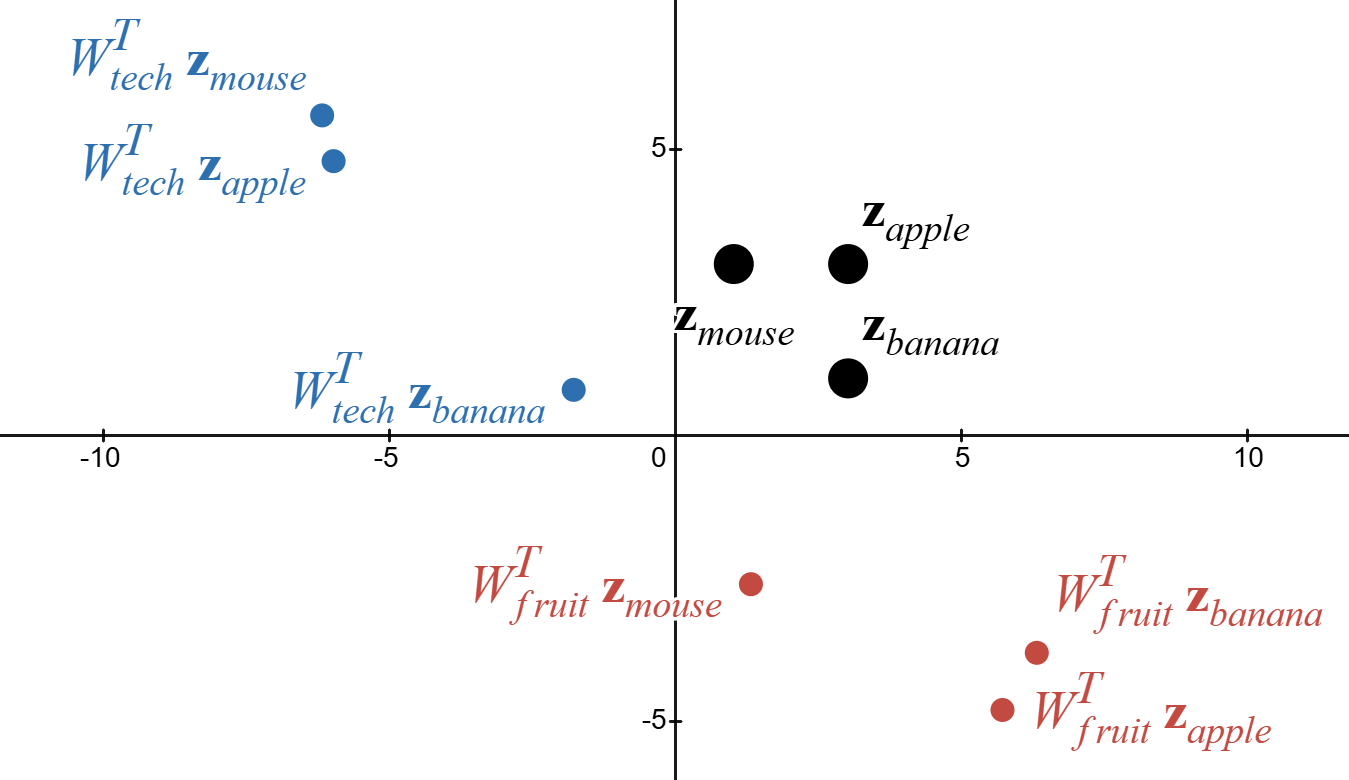 W^T_tech z_mouse
W^T_tech z_apple
5
z_apple
z_mouse
z_banana
W^T_tech z_banana
-10 -5 0 5 10
W^T_fruit z_mouse
W^T_fruit z_banana
W^T_fruit z_apple
-5